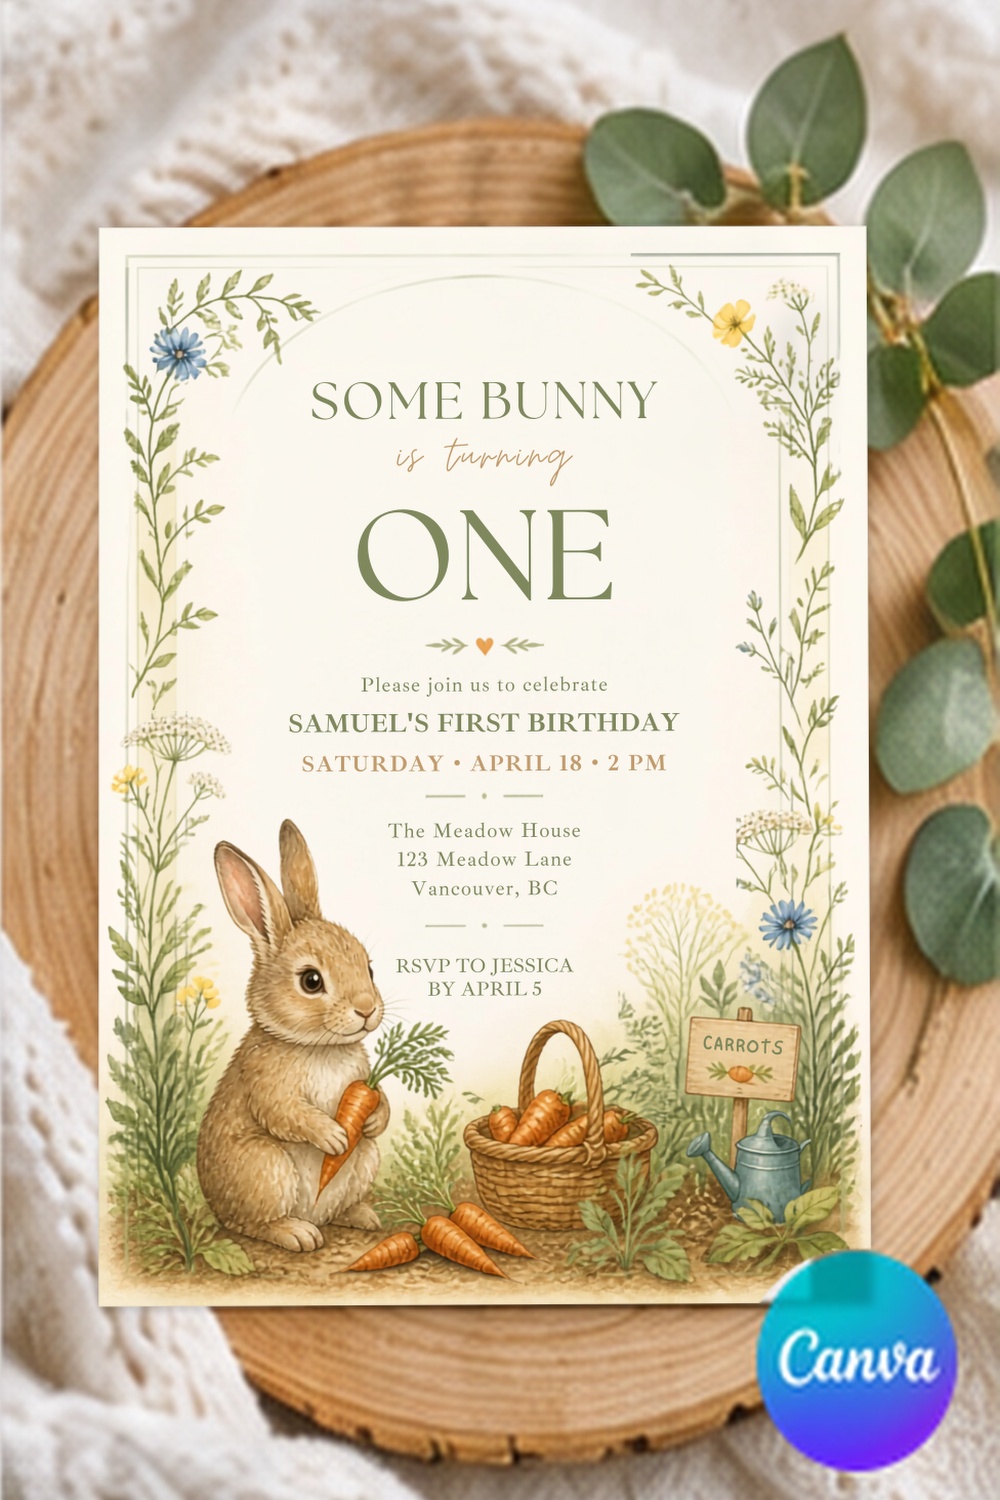 SOME BUNNY
is turning
ONE
Please join us to celebrate
SAMUEL'S FIRST BIRTHDAY
SATURDAY • APRIL 18 • 2 PM
The Meadow House
123 Meadow Lane
Vancouver, BC
RSVP TO JESSICA
BY APRIL 5
CARROTS
Canva